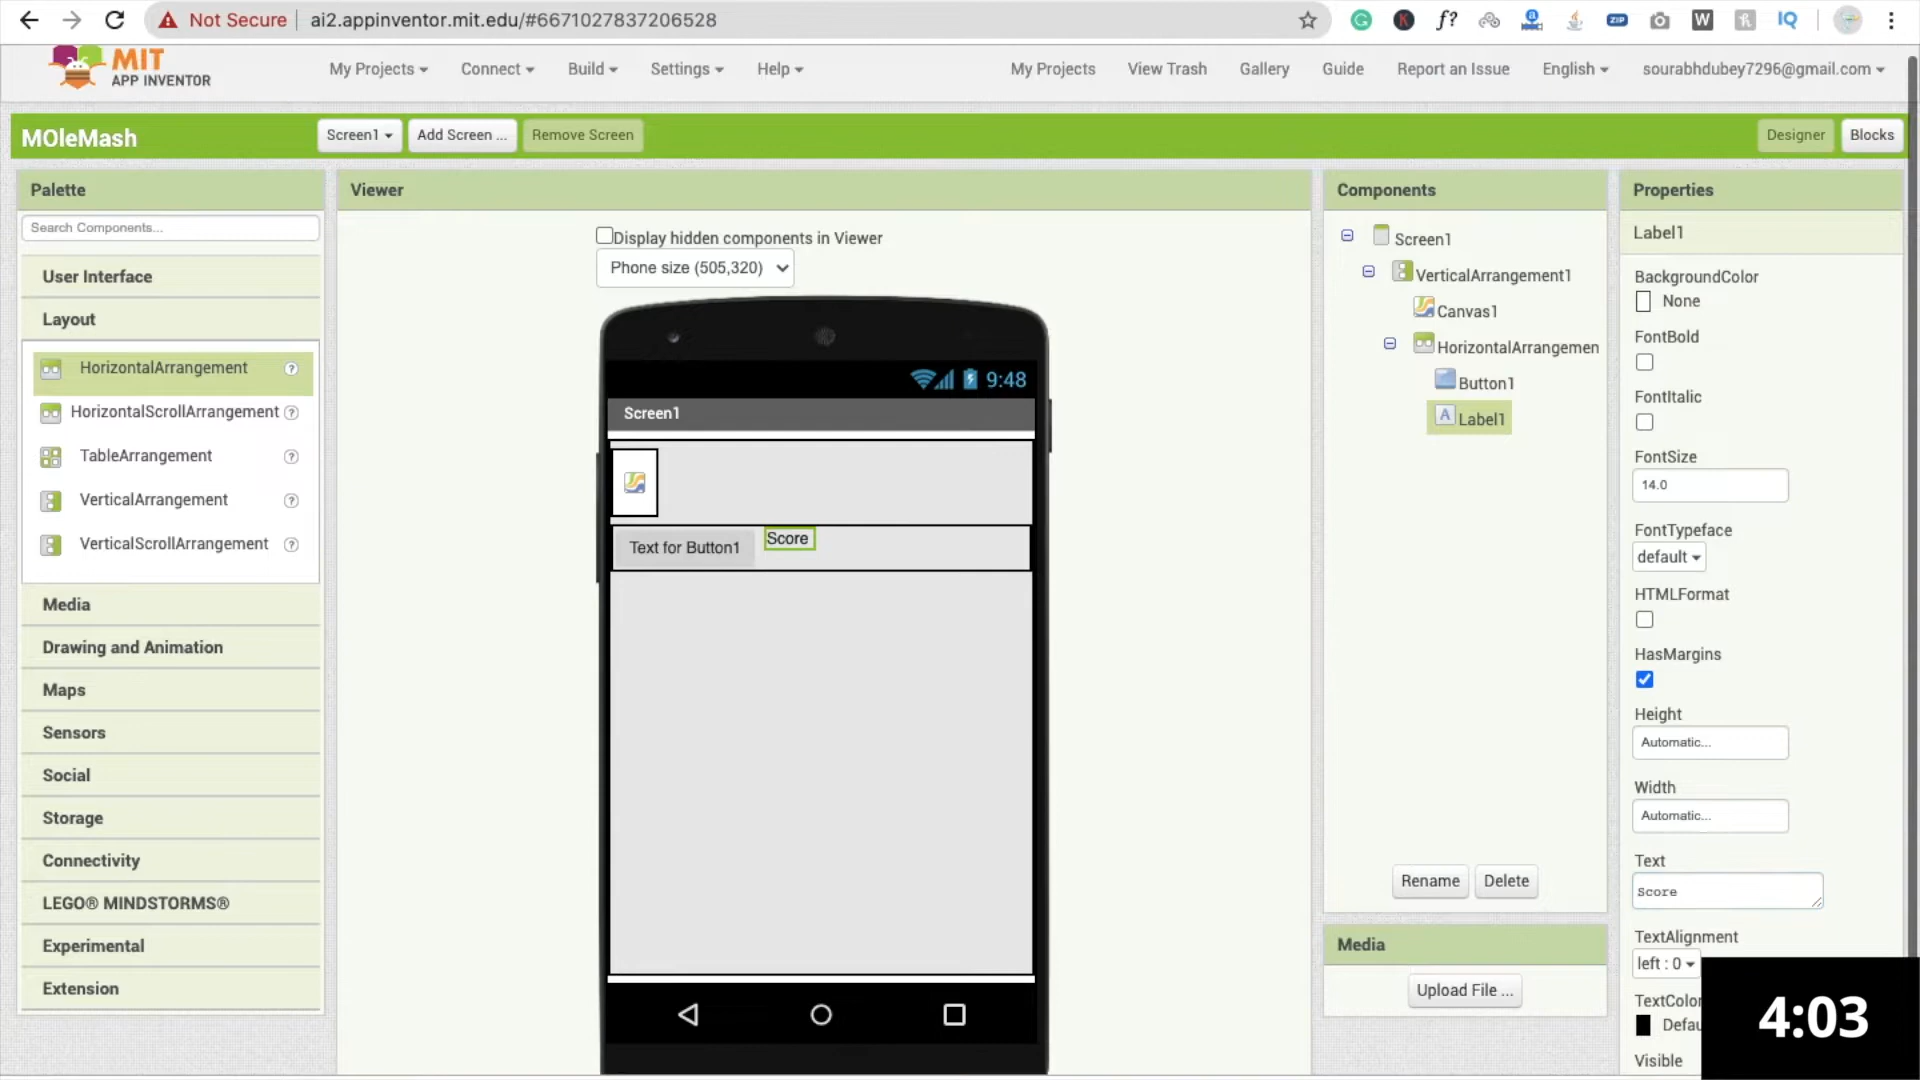 Not Secure
ai2.appinventor.mit.edu/#6671027837206528
K
f?
ZIP
W
IQ
MIT
APP INVENTOR
My Projects
Connect
Build
Settings
Help
My Projects
View Trash
Gallery
Guide
Report an Issue
English
sourabhdubey7296@gmail.com
MOleMash
Screen1
Add Screen ...
Remove Screen
Designer
Blocks
Palette
Search Components...
User Interface
Layout
HorizontalArrangement
?
HorizontalScrollArrangement
?
TableArrangement
?
VerticalArrangement
?
VerticalScrollArrangement
?
Media
Drawing and Animation
Maps
Sensors
Social
Storage
Connectivity
LEGO® MINDSTORMS®
Experimental
Extension
Viewer
Display hidden components in Viewer
Phone size (505,320)
9:48
Screen1
Text for Button1
Score
Components
Screen1
VerticalArrangement1
Canvas1
HorizontalArrangemen
Button1
A
Label1
Rename
Delete
Media
Upload File ...
Properties
Label1
BackgroundColor
None
FontBold
FontItalic
FontSize
14.0
FontTypeface
default
HTMLFormat
HasMargins
Height
Automatic...
Width
Automatic...
Text
Score
TextAlignment
left : 0
TextColor
Defau
Visible
4:03